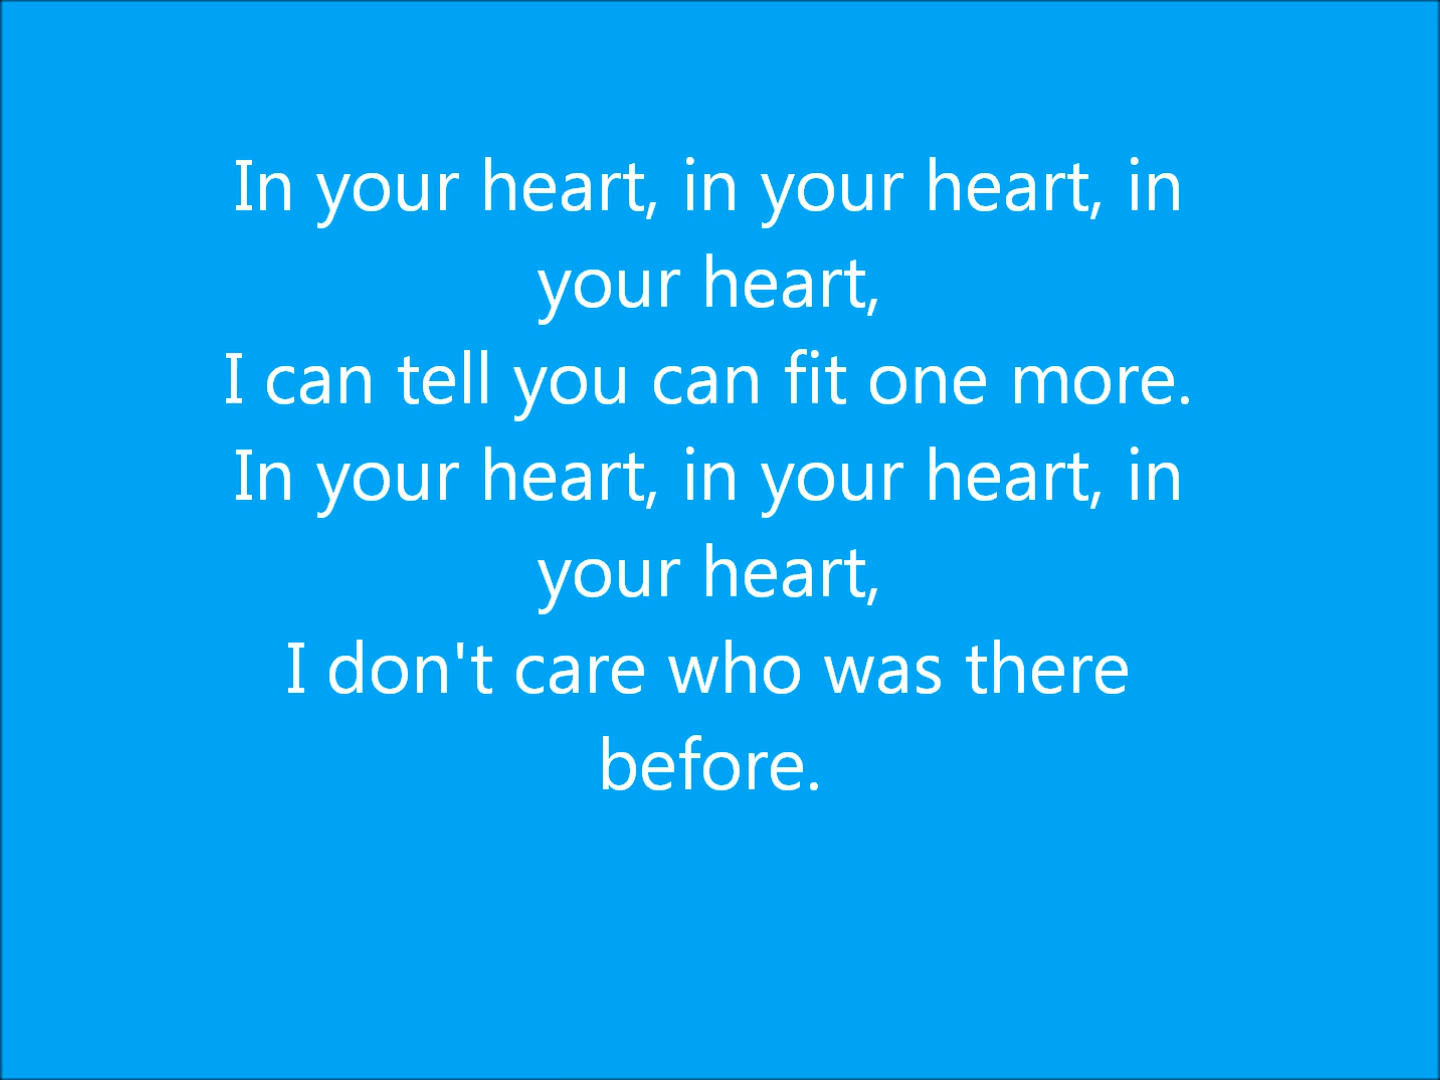 In your heart, in your heart, in
your heart,
I can tell you can fit one more.
In your heart, in your heart, in
your heart,
I don't care who was there
before.